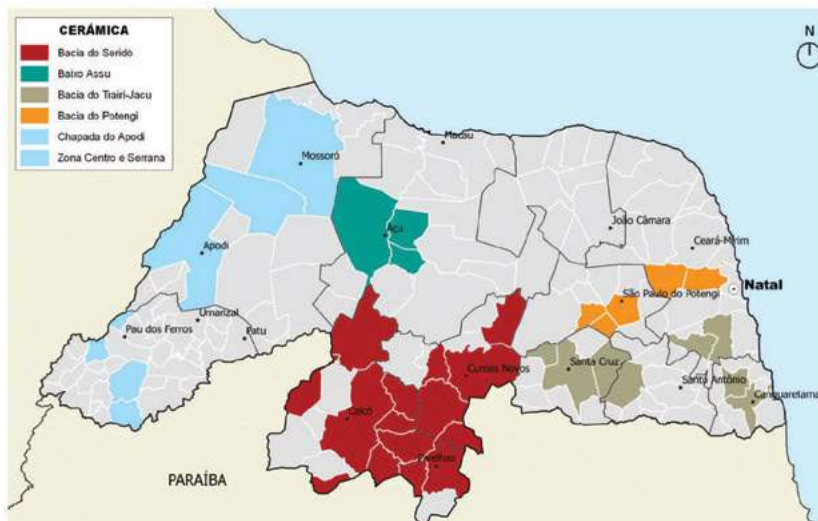 CERÁMICA
Bacia do Seridó
Baixo Assu
Bacia do Trairi-Jacu
Bacia do Potengi
Chapada do Apodi
Zona Centro e Serrana
N
Macau
Mossoró
João Câmara
Açu
Ceará-Mirim
Apodi
Natal
São Paulo do Potengi
Umarizal
Pau dos Ferros
Patu
Santa Cruz
Currais Novos
Santa Antônio
Canguaretama
Caicó
Parelhas
PARAÍBA